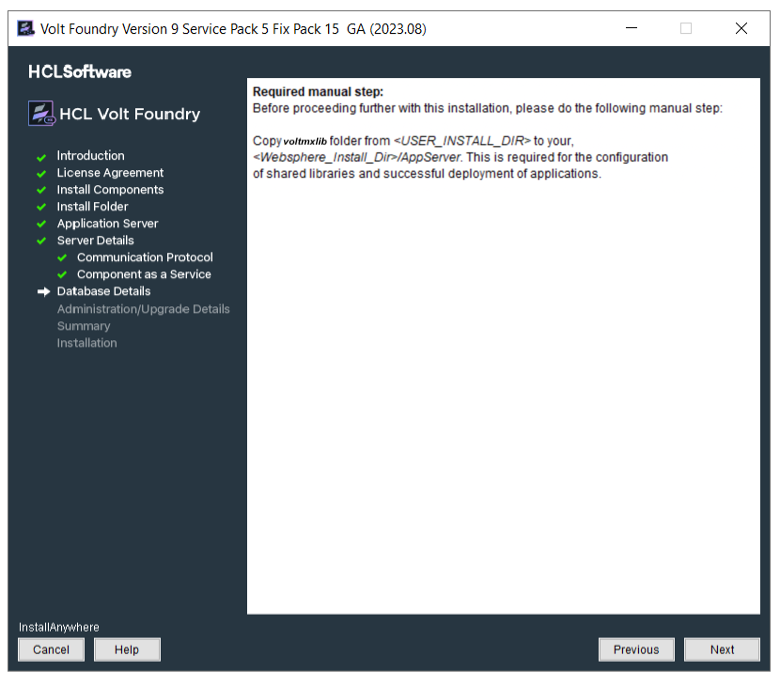 Volt Foundry Version 9 Service Pack 5 Fix Pack 15  GA (2023.08)
HCLSoftware
HCL Volt Foundry
Introduction
License Agreement
Install Components
Install Folder
Application Server
Server Details
Communication Protocol
Component as a Service
Database Details
Administration/Upgrade Details
Summary
Installation
Required manual step:
Before proceeding further with this installation, please do the following manual step:
Copy voltmxlib folder from <USER_INSTALL_DIR> to your,
<Websphere_Install_Dir>/AppServer. This is required for the configuration
of shared libraries and successful deployment of applications.
InstallAnywhere
Cancel
Help
Previous
Next